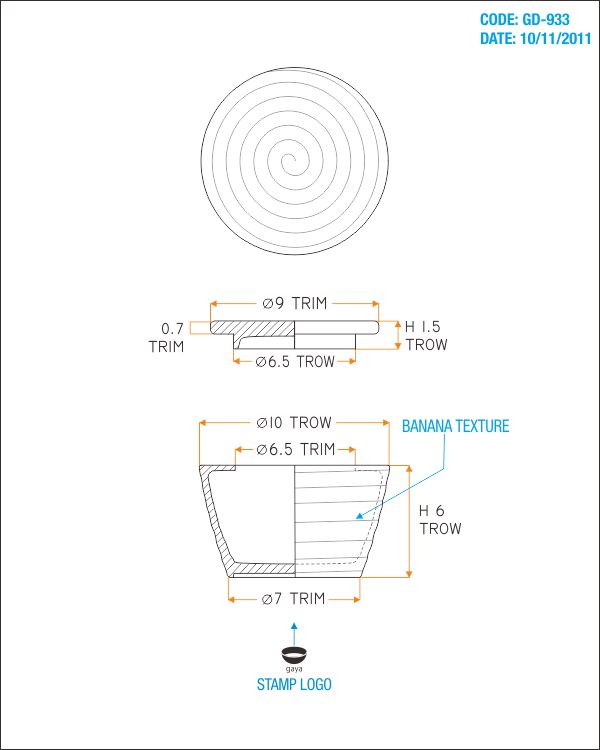 CODE: GD-933
DATE: 10/11/2011
Ø9 TRIM
0.7
TRIM
H 1.5
TROW
Ø6.5 TROW
Ø10 TROW
BANANA TEXTURE
Ø6.5 TRIM
H 6
TROW
Ø7 TRIM
gaya
STAMP LOGO